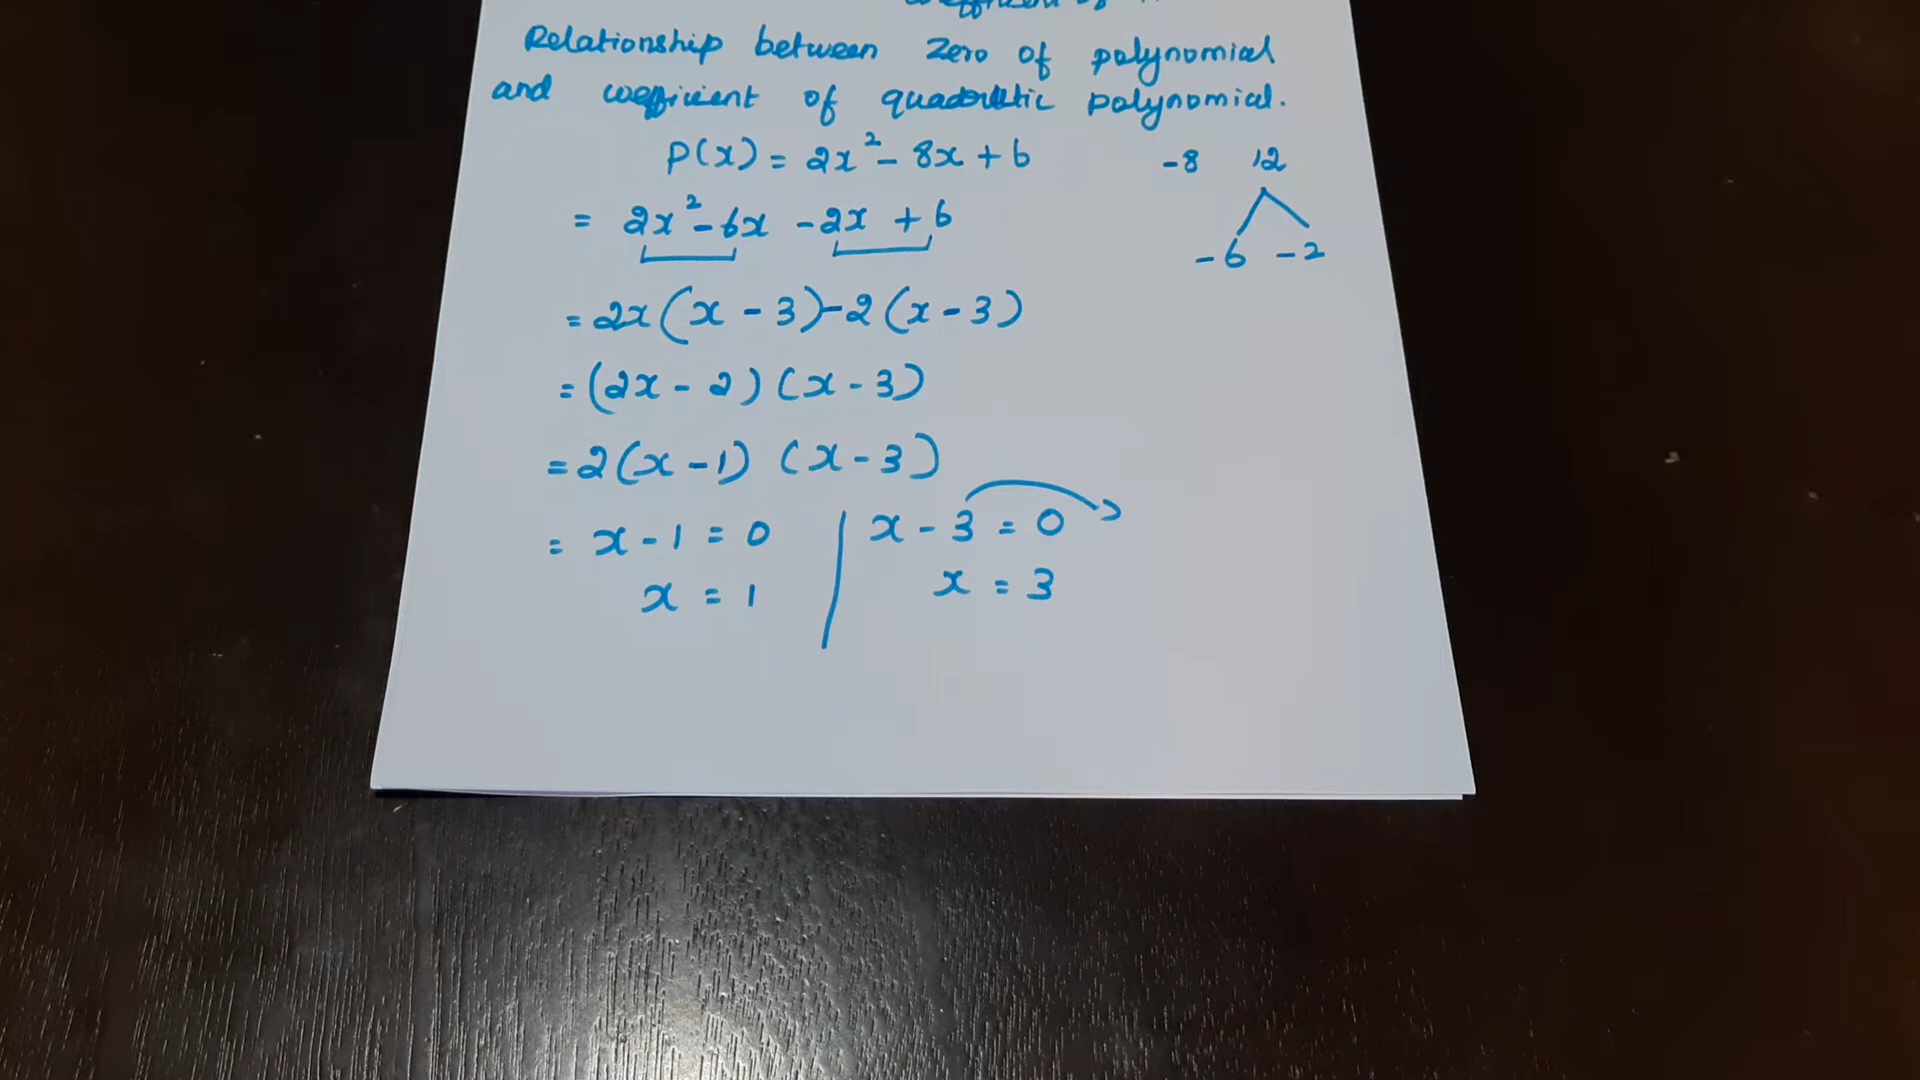 Relationship between Zero of polynomial
and coefficient of quadratic polynomial.
P(x) = 2x² - 8x + 6
-8 12
= 2x² - 6x - 2x + 6
-6 -2
= 2x(x - 3) - 2(x - 3)
= (2x - 2) (x - 3)
= 2(x - 1) (x - 3)
= x - 1 = 0 | x - 3 = 0
x = 1 | x = 3